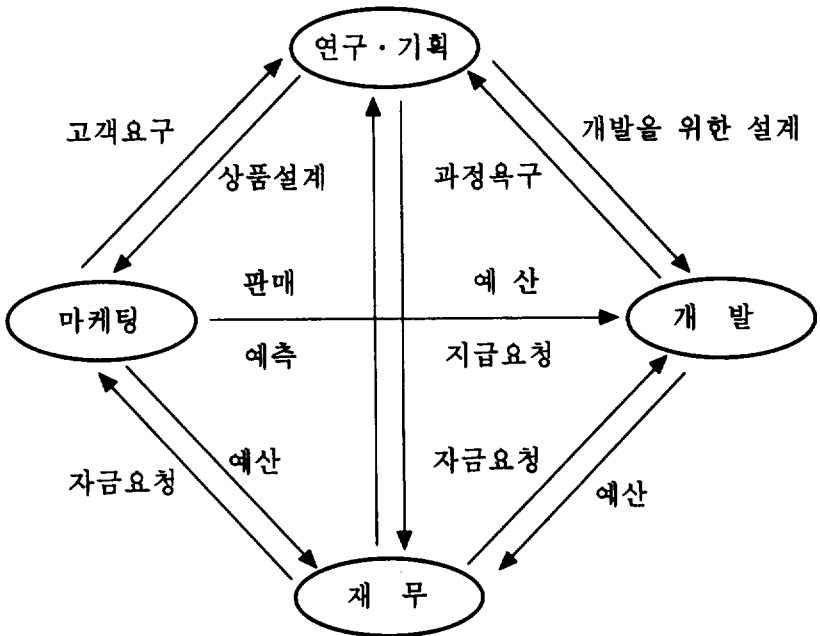 연구·기획
고객요구
개발을 위한 설계
상품설계
과정욕구
판매
예 산
마케팅
개 발
예측
지급요청
자금요청
예산
자금요청
예산
재 무